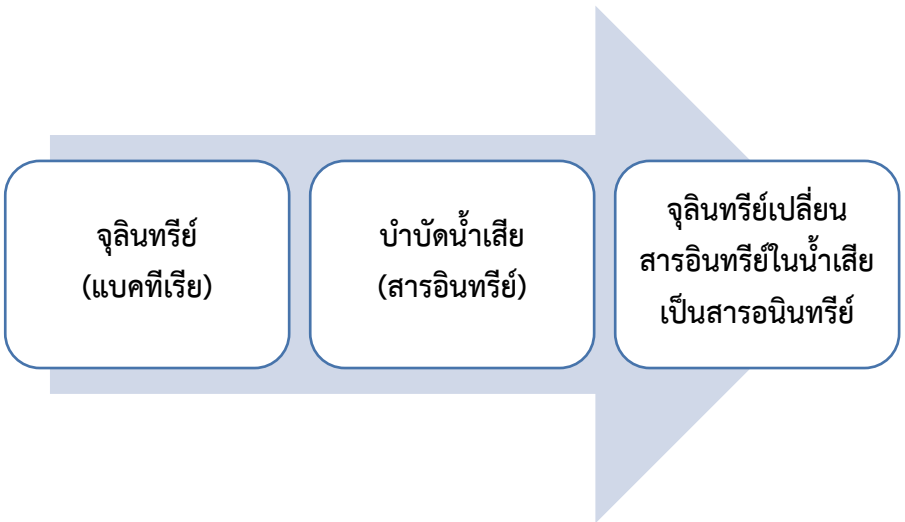 จุลินทรีย์
(แบคทีเรีย)
บำบัดน้ำเสีย
(สารอินทรีย์)
จุลินทรีย์เปลี่ยน
สารอินทรีย์ในน้ำเสีย
เป็นสารอนินทรีย์